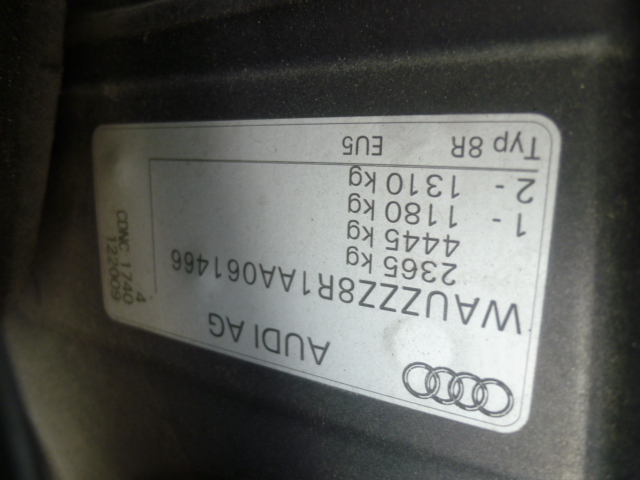 AUDI AG
WAUZZZ8R1AA061466
2365 kg
4445 kg
1 - 1180 kg
2 - 1310 kg
Typ 8R EU5
4
CDNC 1740
122009